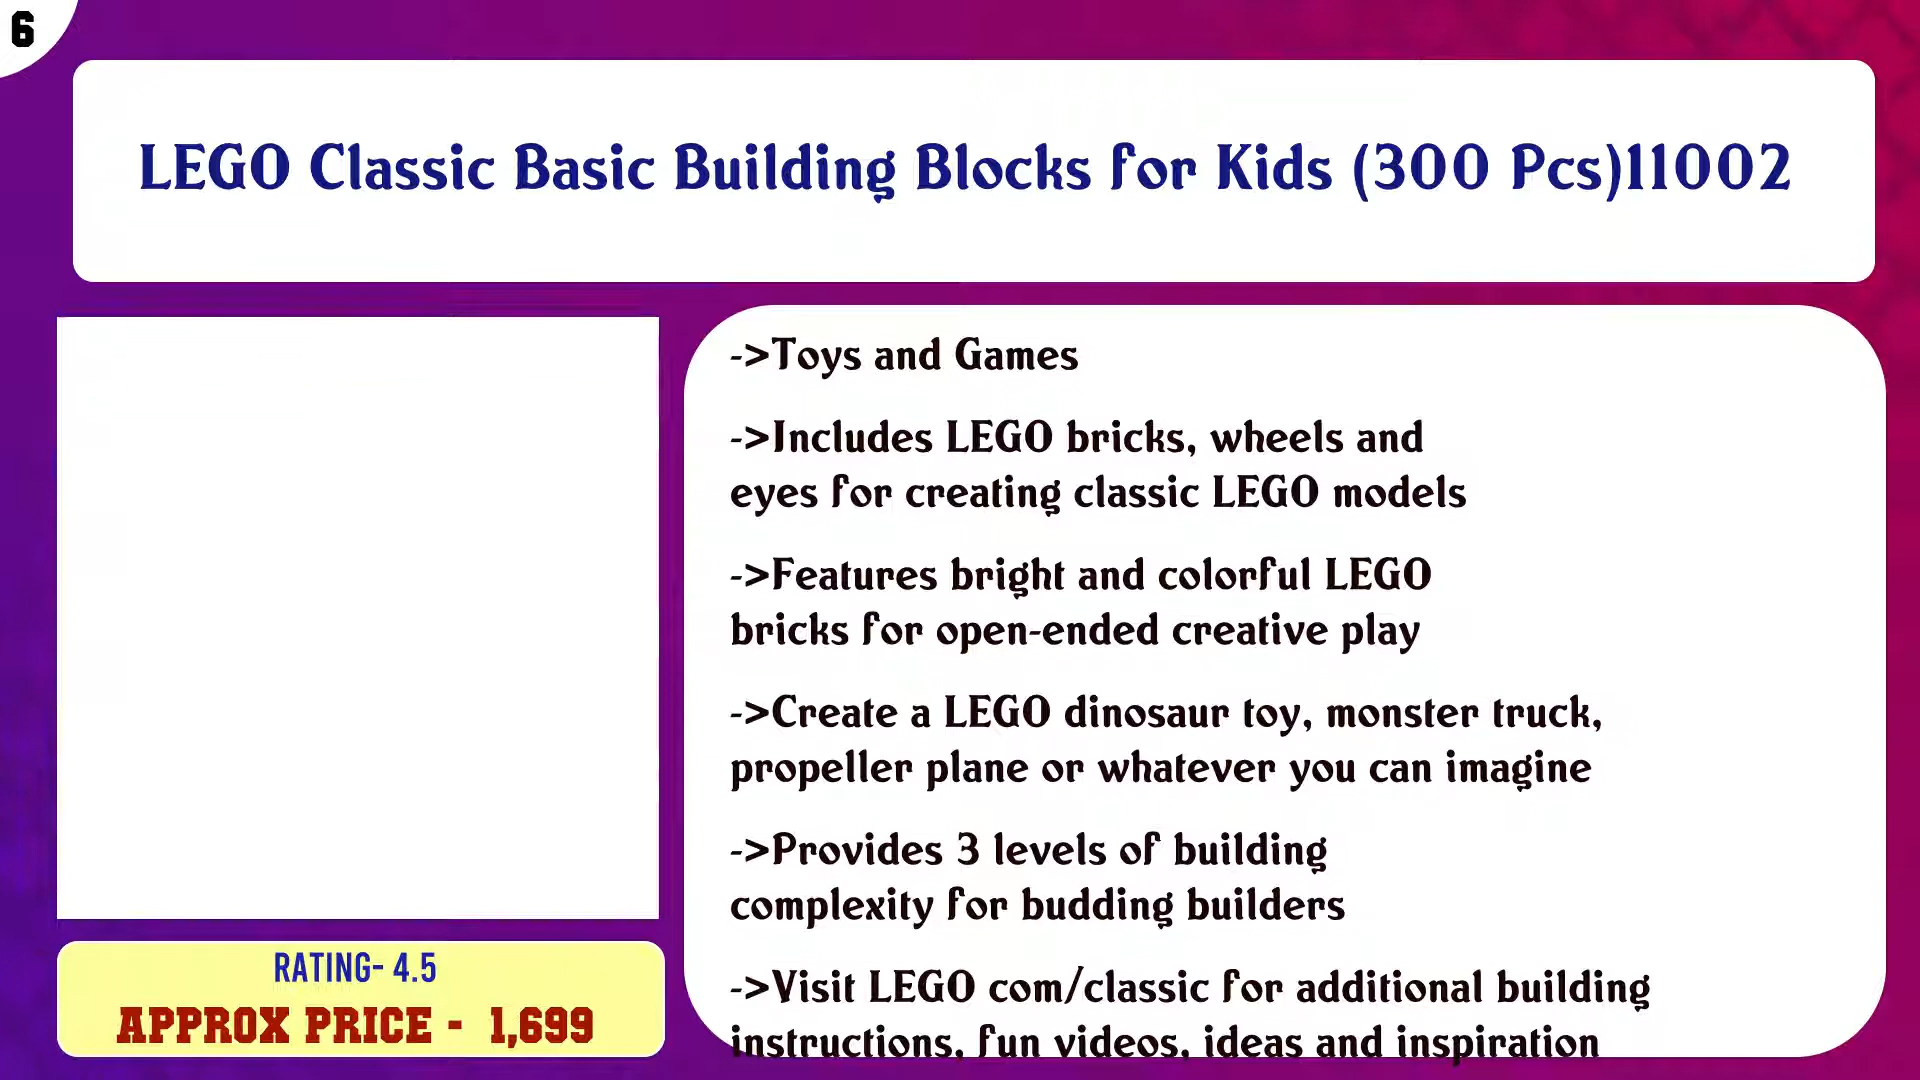 6
LEGO Classic Basic Building Blocks for Kids (300 Pcs)11002
->Toys and Games
->Includes LEGO bricks, wheels and
eyes for creating classic LEGO models
->Features bright and colorful LEGO
bricks for open-ended creative play
->Create a LEGO dinosaur toy, monster truck,
propeller plane or whatever you can imagine
->Provides 3 levels of building
complexity for budding builders
->Visit LEGO com/classic for additional building
instructions, fun videos, ideas and inspiration
RATING- 4.5
APPROX PRICE - 1,699